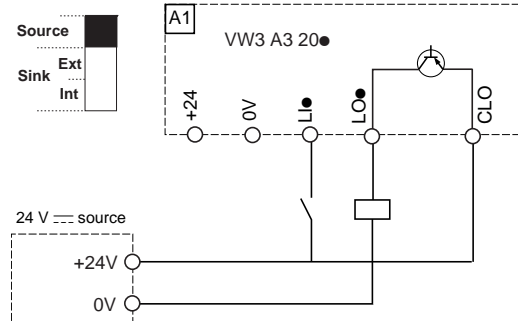 Source
Sink
Ext
Int
A1
VW3 A3 20●
+24
0V
LI●
LO●
CLO
24 V ⎓ source
+24V
0V